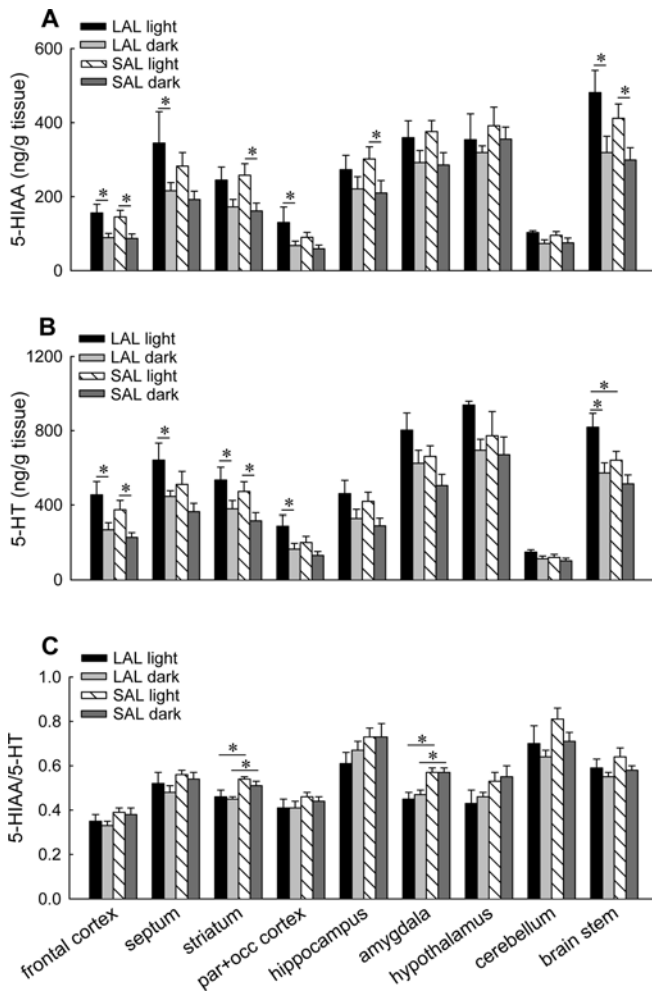 A
LAL light
LAL dark
SAL light
SAL dark
5-HIAA (ng/g tissue)
600
400
200
0
* * * * * * * *
B
LAL light
LAL dark
SAL light
SAL dark
5-HT (ng/g tissue)
1200
800
400
0
* * * * * * * *
C
LAL light
LAL dark
SAL light
SAL dark
5-HIAA/5-HT
1.0
0.8
0.6
0.4
0.2
0.0
* * * *
frontal cortex
septum
striatum
par+occ cortex
hippocampus
amygdala
hypothalamus
cerebellum
brain stem